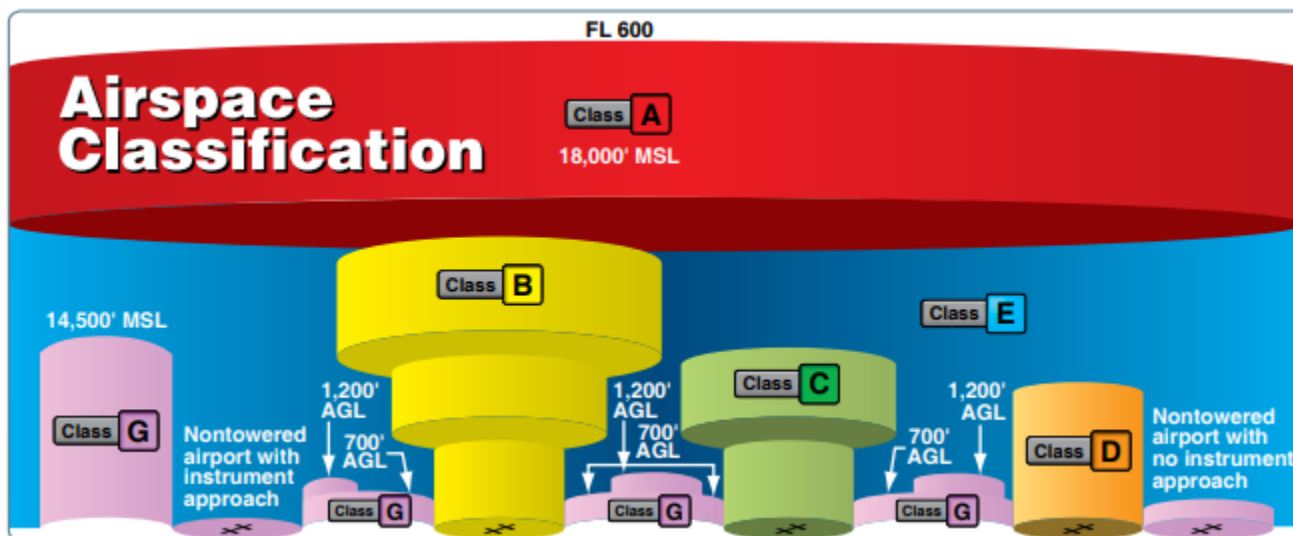 FL 600
Airspace
Classification
Class A
18,000' MSL
Class B
Class E
14,500' MSL
Class C
1,200'
AGL
1,200'
AGL
1,200'
AGL
Class G
Nontowered
airport with
instrument
approach
700'
AGL
700'
AGL
700'
AGL
Class D
Nontowered
airport with
no instrument
approach
Class G
Class G
Class G